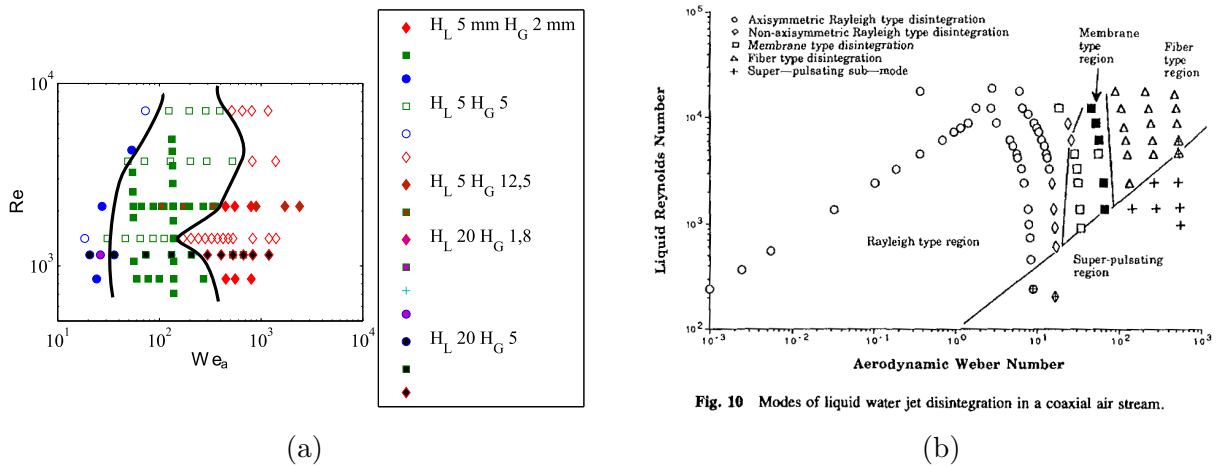 (a)
H_L 5 mm H_G 2 mm
H_L 5 H_G 5
H_L 5 H_G 12,5
H_L 20 H_G 1,8
H_L 20 H_G 5
10^4
10^3
Re
10^1 10^2 10^3 10^4
We_a
(a)
b)
Axisymmetric Rayleigh type disintegration
Non-axisymmetric Rayleigh type disintegration
Membrane type disintegration
Fiber type disintegration
Super-pulsating sub-mode
Membrane type region
Fiber type region
Rayleigh type region
Super-pulsating region
Liquid Reynolds Number
10^5
10^4
10^3
10^2
10^-3 10^-2 10^-1 10^0 10^1 10^2 10^3
Aerodynamic Weber Number
Fig. 10 Modes of liquid water jet disintegration in a coaxial air stream.
(b)